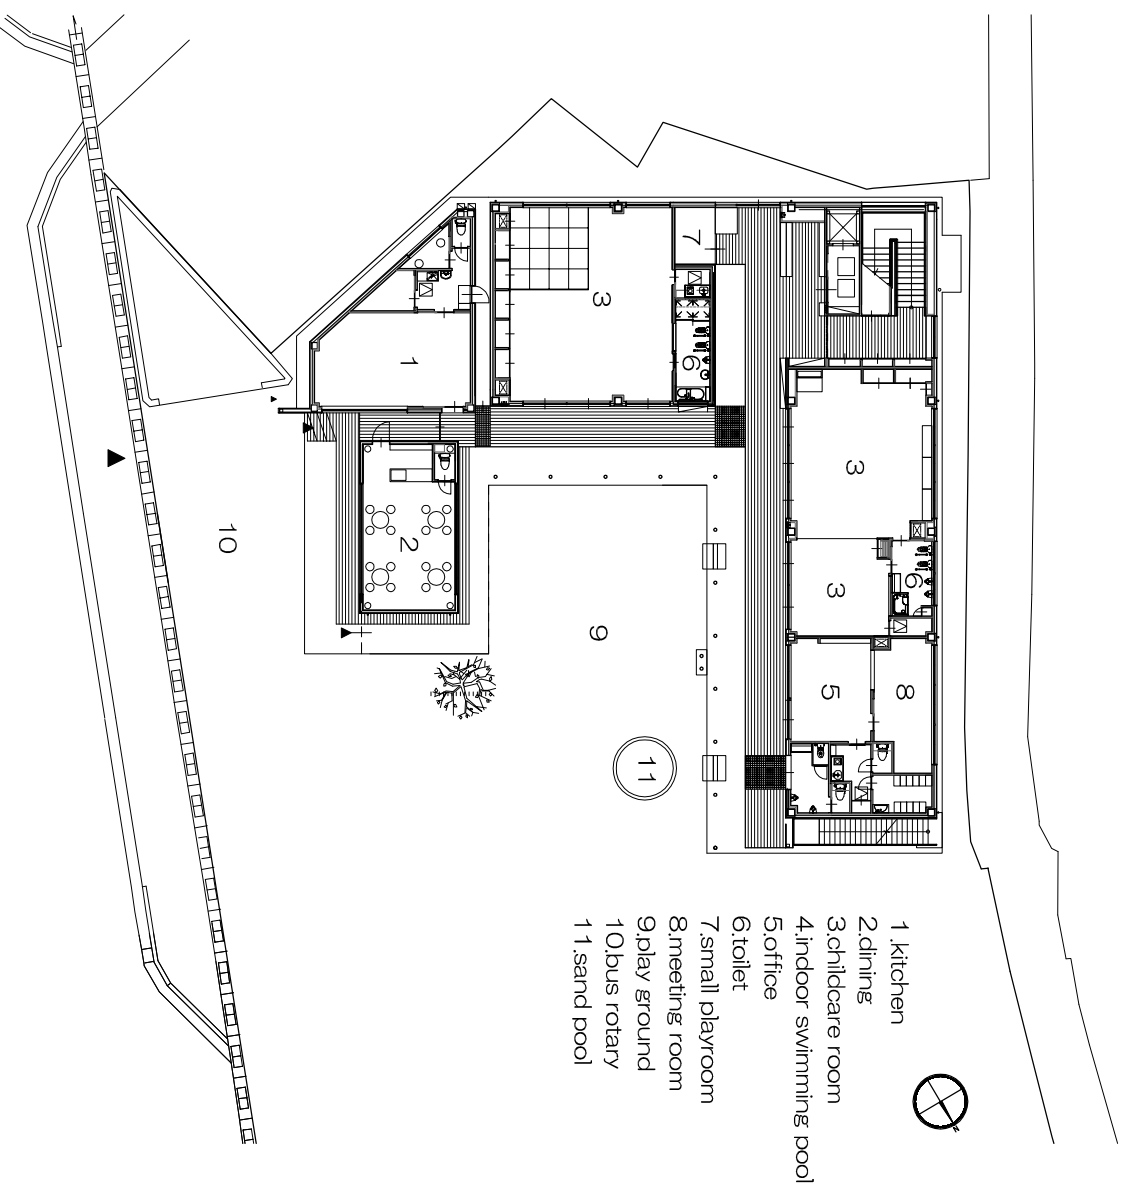 N
6
8
3
3
5
7
6
11
3
9
1
2
10
1.kitchen
2.dining
3.childcare room
4.indoor swimming pool
5.office
6.toilet
7.small playroom
8.meeting room
9.play ground
10.bus rotary
11.sand pool